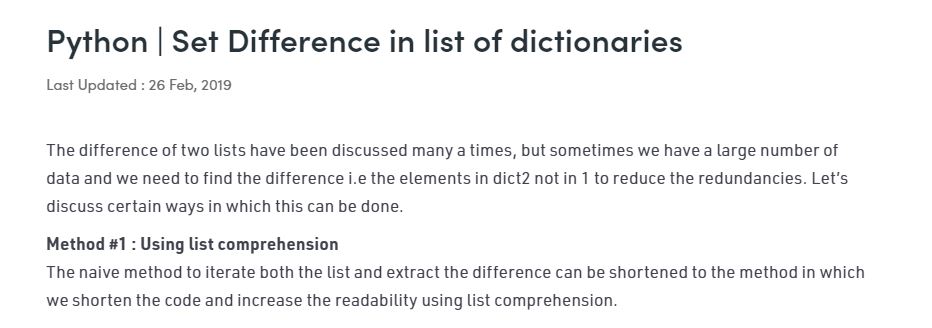 Python | Set Difference in list of dictionaries
Last Updated : 26 Feb, 2019
The difference of two lists have been discussed many a times, but sometimes we have a large number of
data and we need to find the difference i.e the elements in dict2 not in 1 to reduce the redundancies. Let’s
discuss certain ways in which this can be done.
Method #1 : Using list comprehension
The naive method to iterate both the list and extract the difference can be shortened to the method in which
we shorten the code and increase the readability using list comprehension.